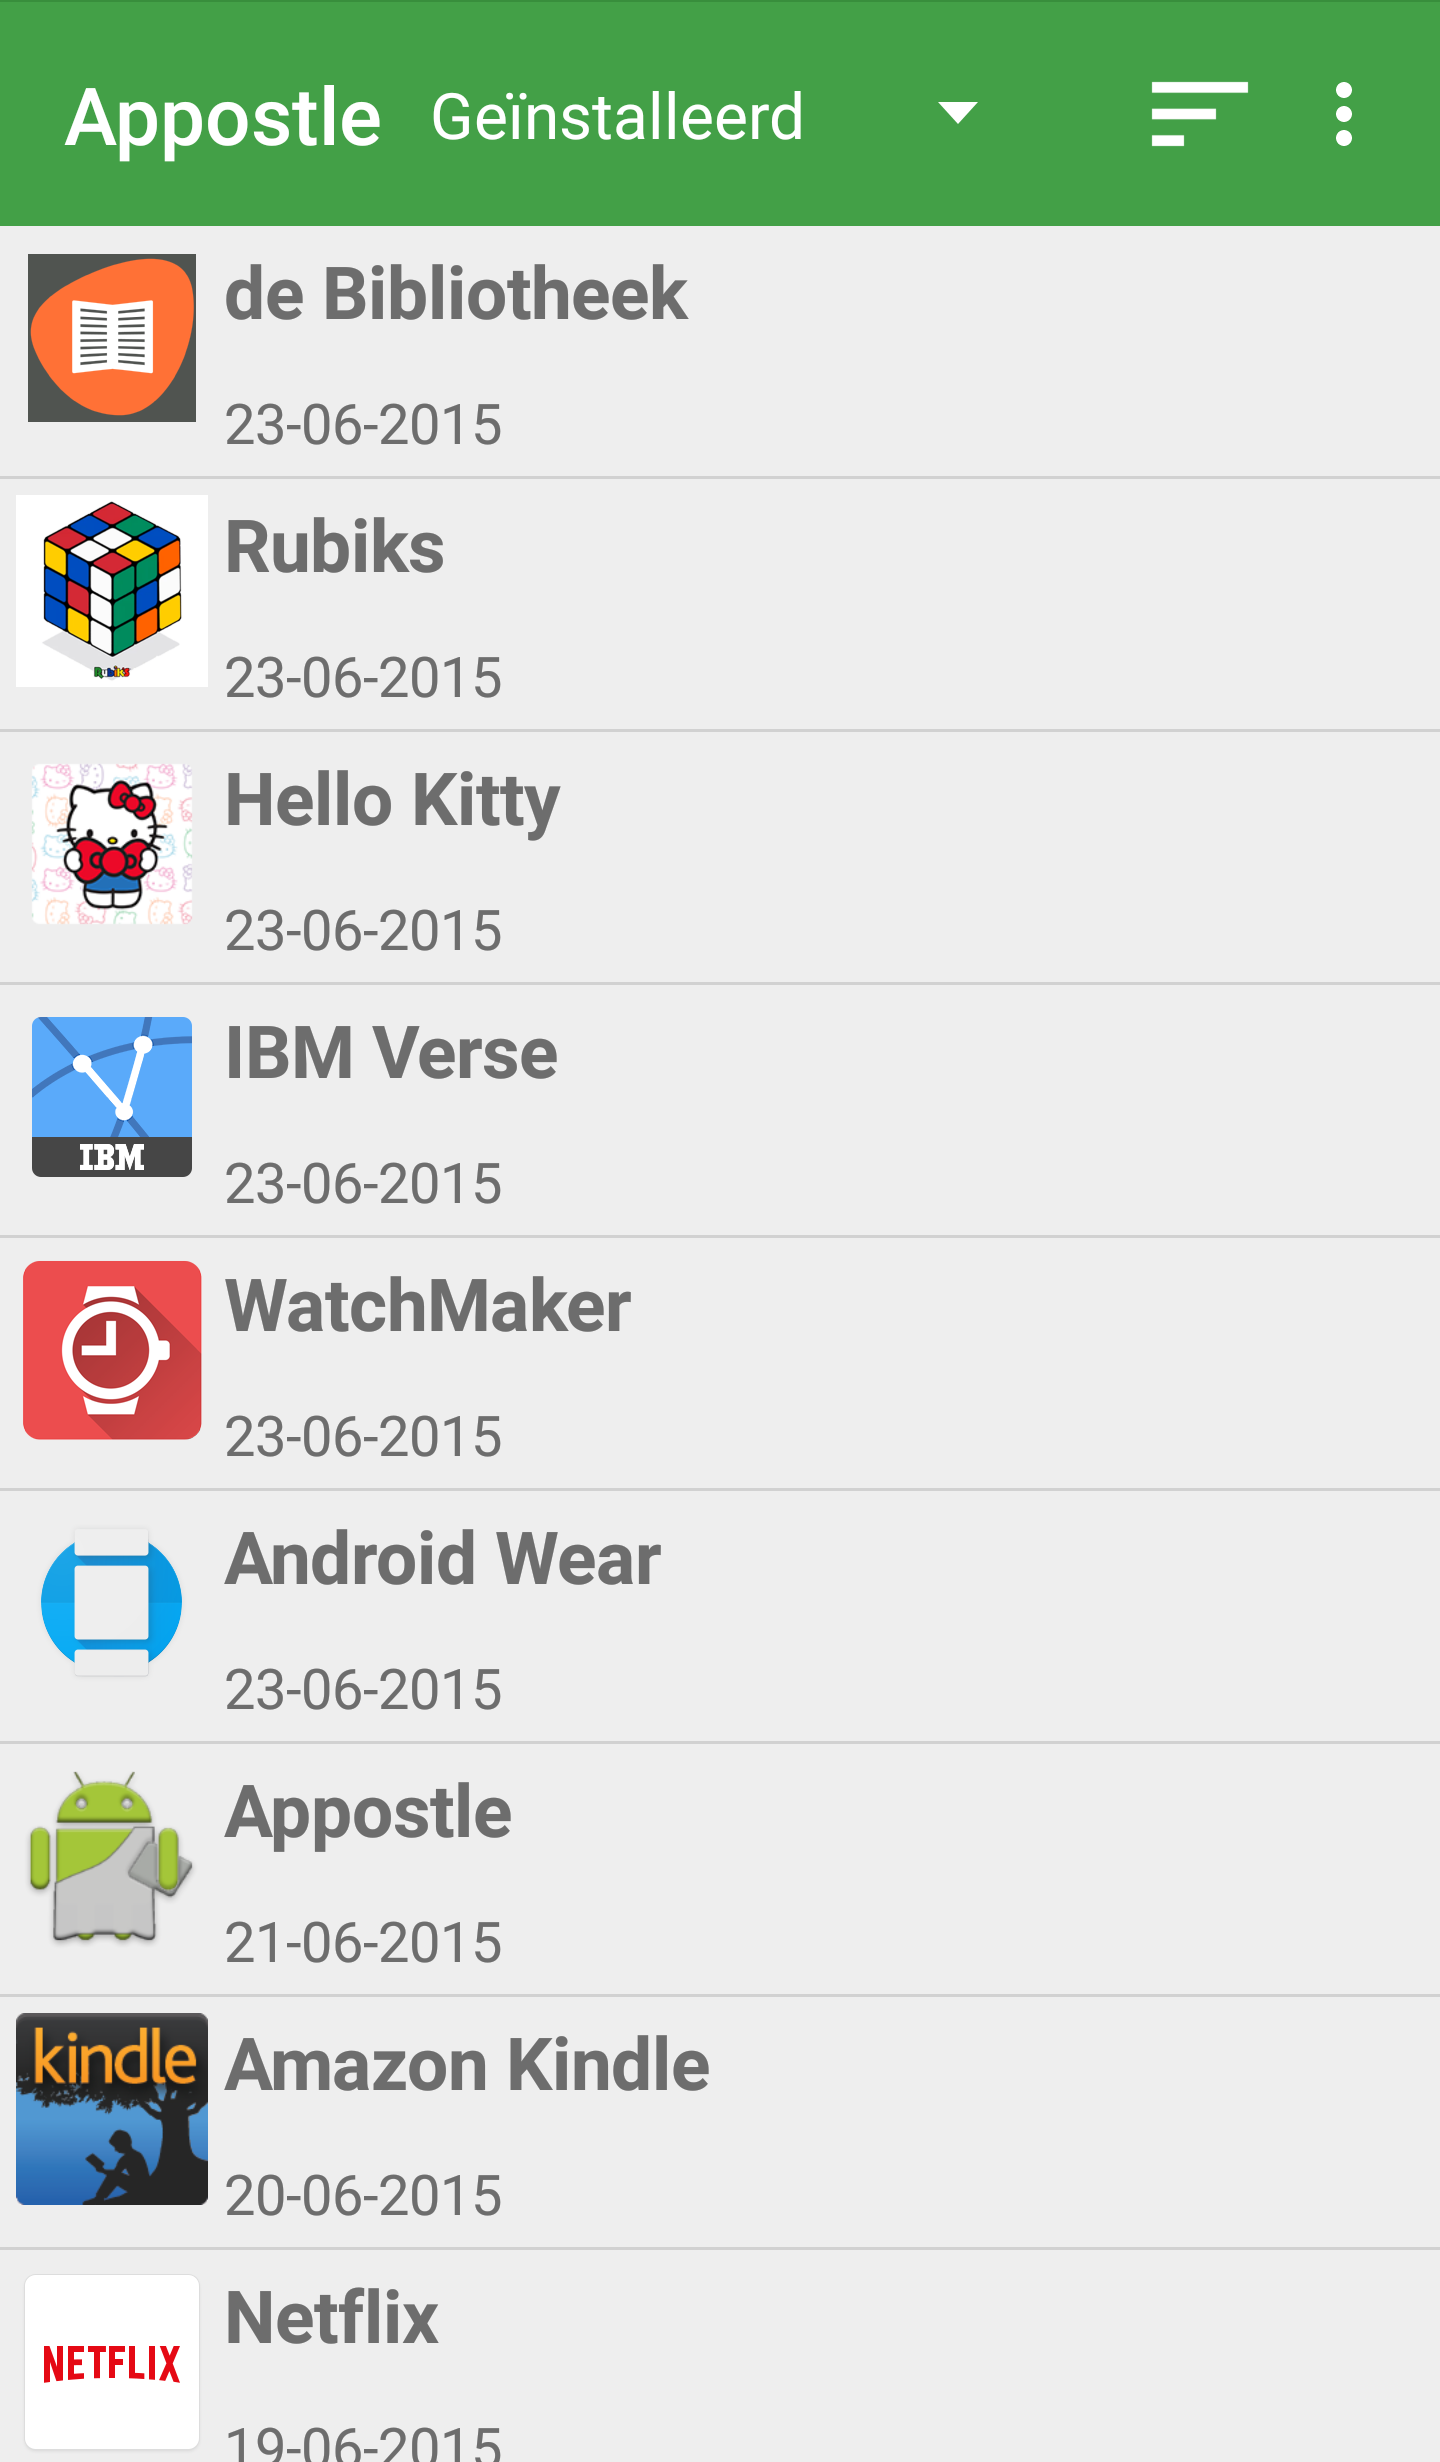 Appostle Geïnstalleerd
de Bibliotheek
23-06-2015
Rubiks
Rubik's
23-06-2015
Hello Kitty
23-06-2015
IBM Verse
IBM
23-06-2015
WatchMaker
23-06-2015
Android Wear
23-06-2015
Appostle
21-06-2015
kindle
Amazon Kindle
20-06-2015
Netflix
NETFLIX
19-06-2015